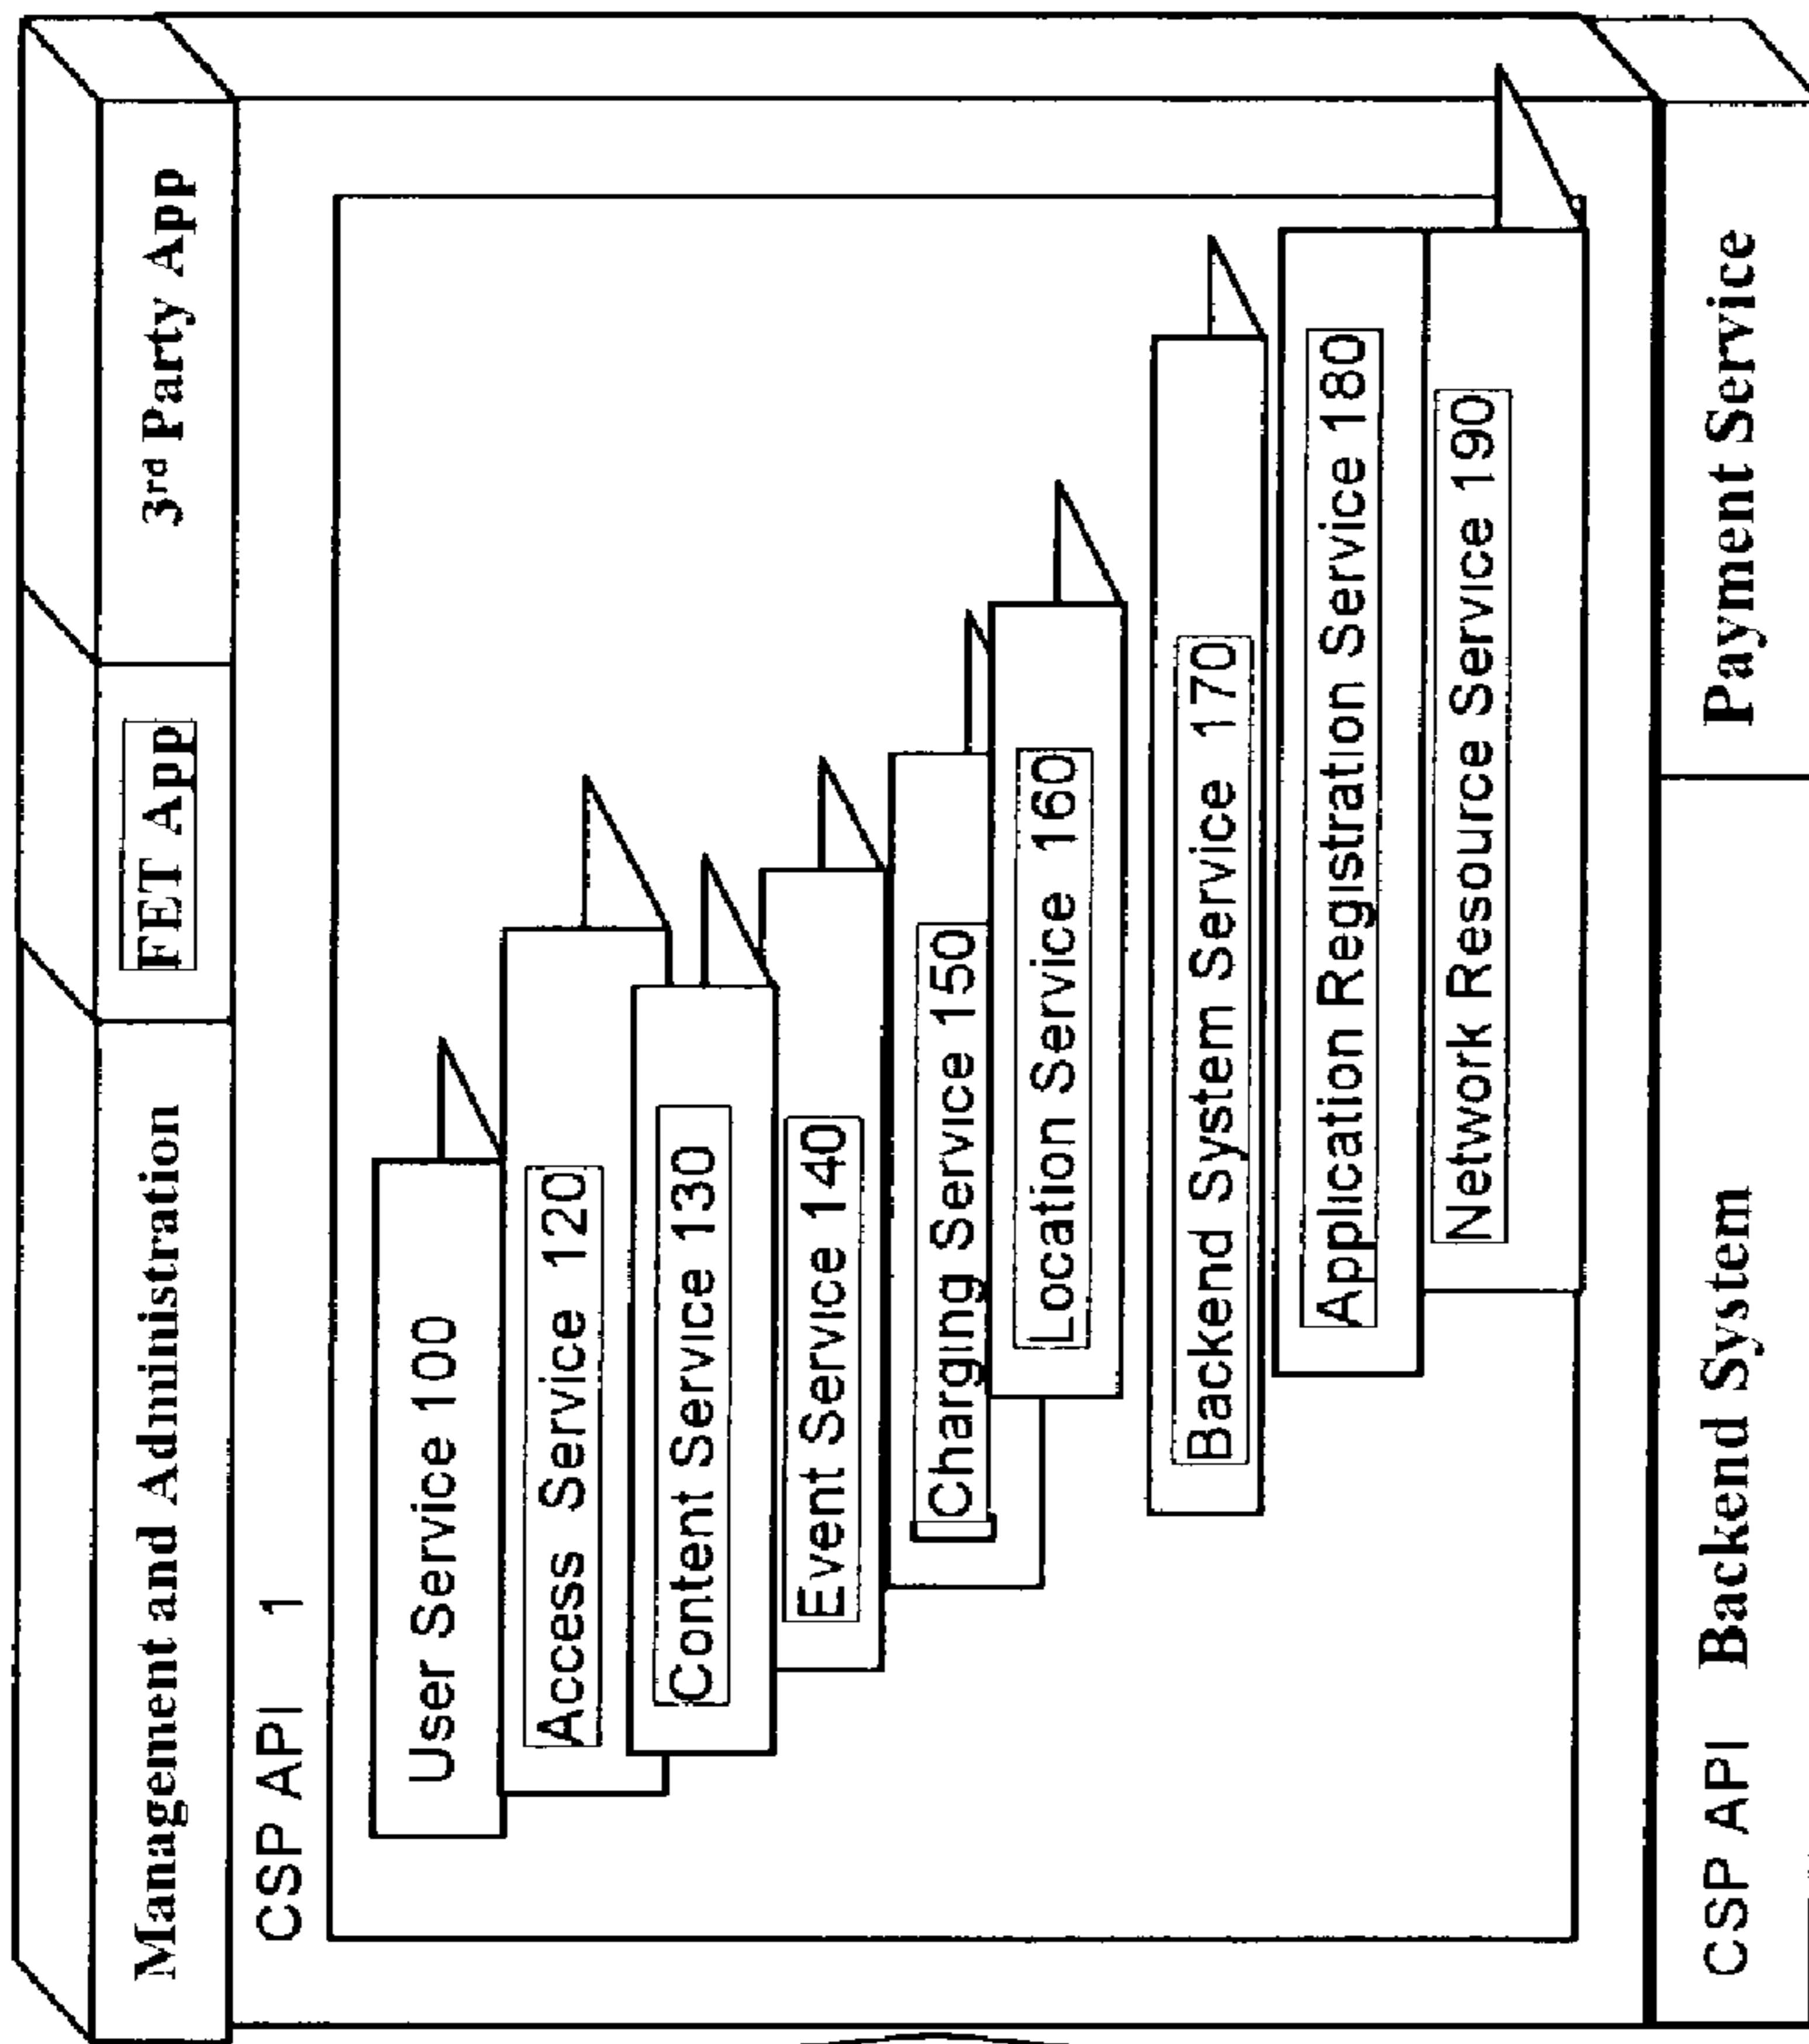 Management and Administration
FET App
3rd Party App
CSP API 1
User Service 100
Access Service 120
Content Service 130
Event Service 140
Charging Service 150
Location Service 160
Backend System Service 170
Application Registration Service 180
Network Resource Service 190
CSP API Backend System
Payment Service